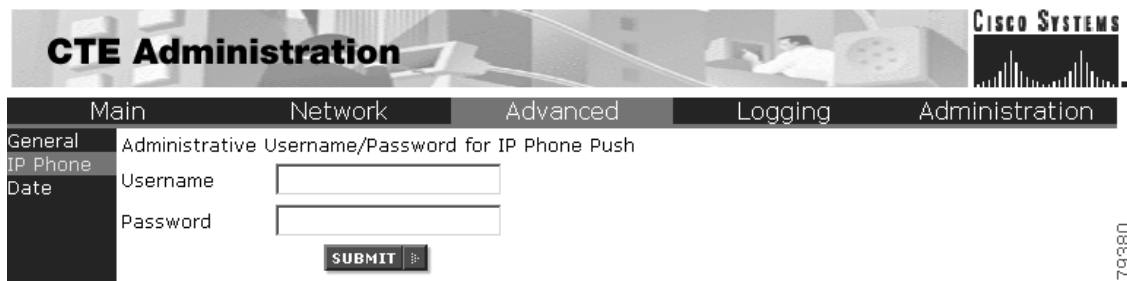 CISCO SYSTEMS
CTE Administration
Main Network Advanced Logging Administration
General
IP Phone
Date
Administrative Username/Password for IP Phone Push
Username
Password
SUBMIT
79380